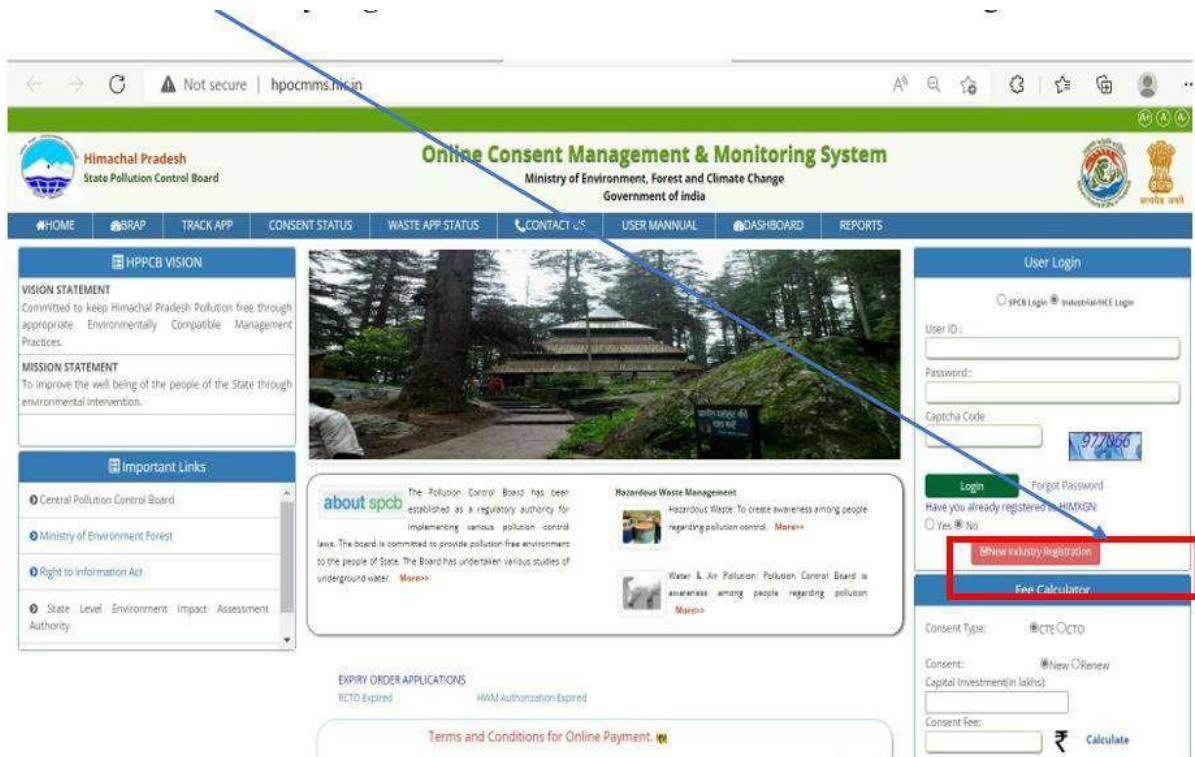 Not secure | hpocmms.nic.in
A+ A A-
Himachal Pradesh
State Pollution Control Board
Online Consent Management & Monitoring System
Ministry of Environment, Forest and Climate Change
Government of india
सत्यमेव जयते
HOME BRAP TRACK APP CONSENT STATUS WASTE APP STATUS CONTACT US USER MANNUAL DASHBOARD REPORTS
HPPCB VISION
VISION STATEMENT
Committed to keep Himachal Pradesh Pollution free through
appropriate Environmentally Compatible Management
Practices.
MISSION STATEMENT
To improve the well being of the people of the State through
environmental intervention.
Important Links
Central Pollution Control Board
Ministry of Environment Forest
Right to Information Act
State Level Environment Impact Assessment
Authority
about spcb
The Pollution Control Board has been
established as a regulatory authority for
implementing various pollution control
laws. The board is committed to provide pollution free environment
to the people of State. The Board has undertaken various studies of
underground water. More>>
Hazardous Waste Management
Hazardous Waste: To create awareness among people
regarding pollution control. More>>
Water & Air Pollution: Pollution Control Board is
awareness among people regarding pollution
More>>
EXPIRY ORDER APPLICATIONS
RCTO Expired HWM Authorization Expired
Terms and Conditions for Online Payment.
User Login
SPCB Login Industrial/HCE Login
User ID :
Password :
Captcha Code
977066
Login Forgot Password
Have you already registered as HIMXGN:
Yes No
New Industry Registration
Fee Calculator
Consent Type: CTE CTO
Consent: New Renew
Capital Investment(in lakhs):
Consent Fee:
₹ Calculate